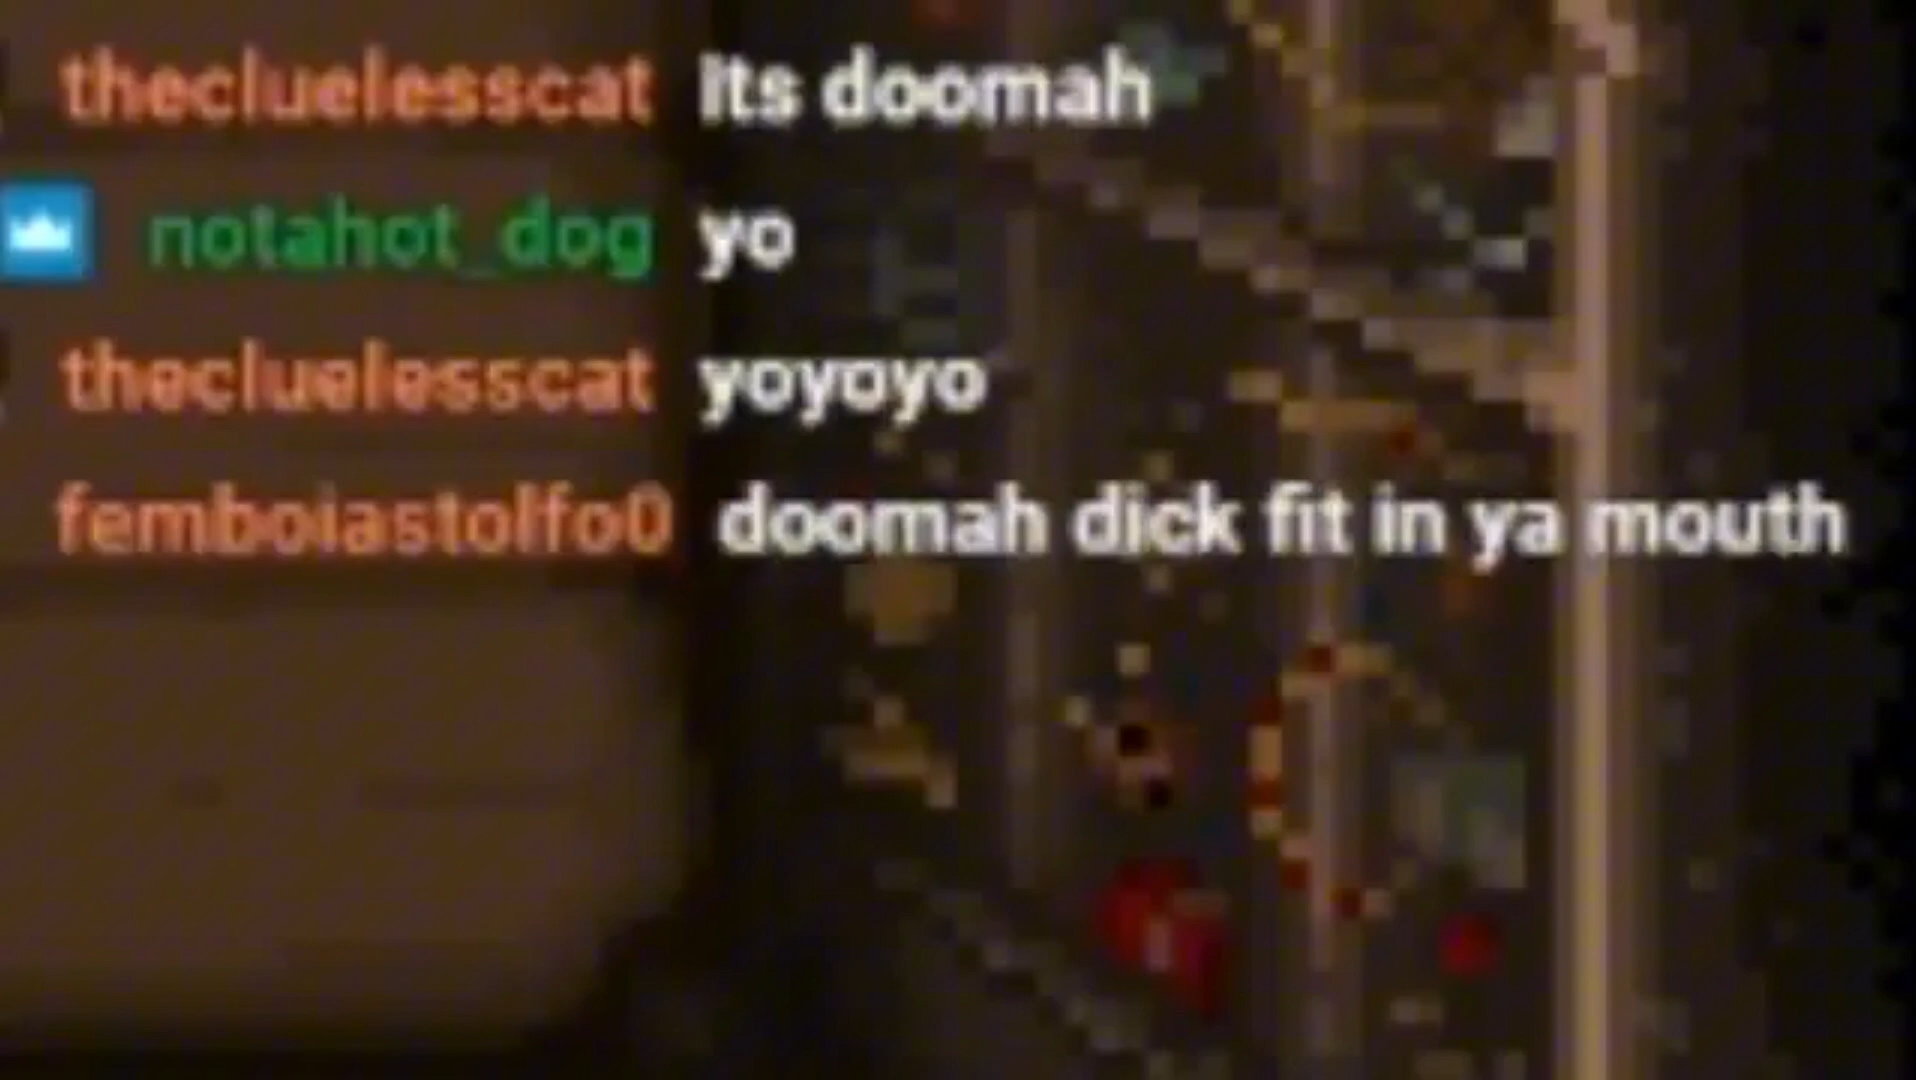 thecluelesscat its doomah
notahot_dog yo
thecluelesscat yoyoyo
femboiastolfo0 doomah dick fit in ya mouth